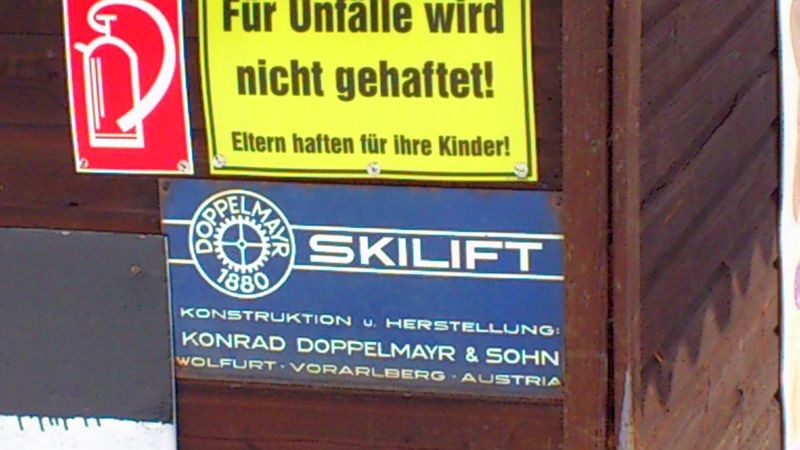 Für Unfälle wird
nicht gehaftet!
Eltern haften für ihre Kinder!
DOPPELMAYR
1880
SKILIFT
KONSTRUKTION u. HERSTELLUNG:
KONRAD DOPPELMAYR & SOHN
WOLFURT · VORARLBERG · AUSTRIA